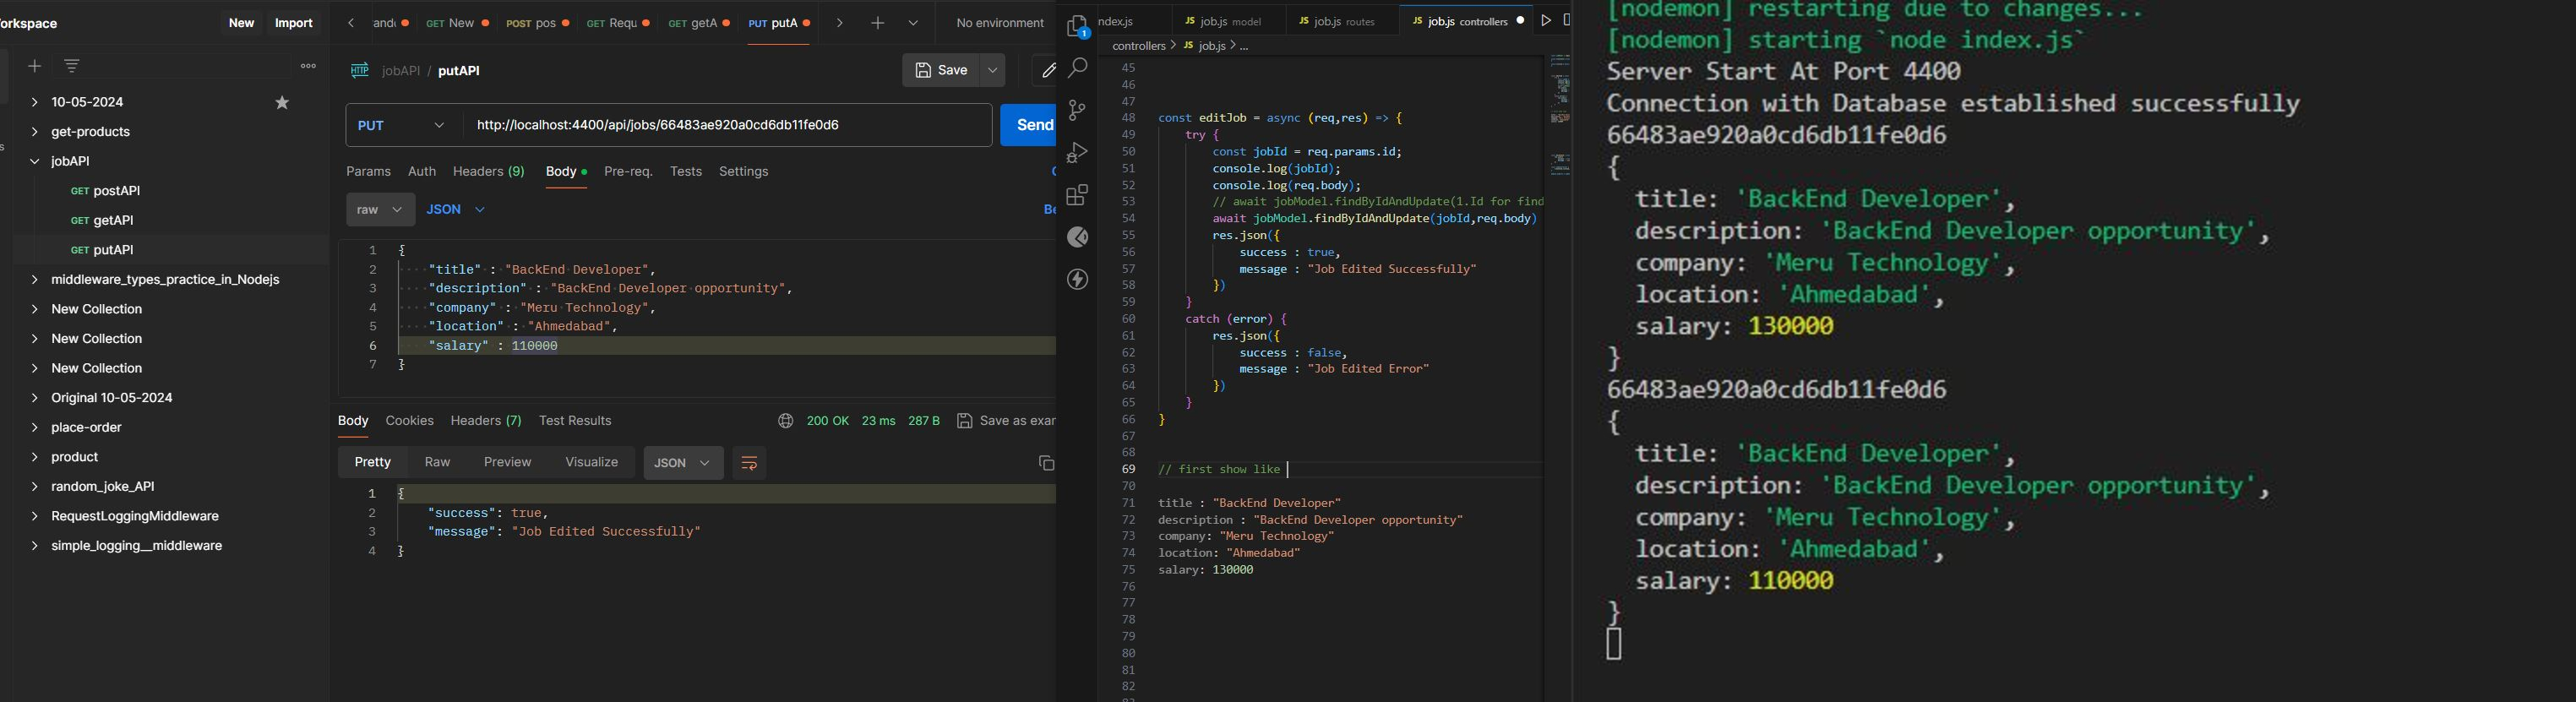 orkspace
New
Import
10-05-2024
get-products
jobAPI
GET postAPI
GET getAPI
GET putAPI
middleware_types_practice_in_Nodejs
New Collection
New Collection
New Collection
Original 10-05-2024
place-order
product
random_joke_API
RequestLoggingMiddleware
simple_logging__middleware
GET New
POST pos
GET Requ
GET getA
PUT putA
No environment
HTTP jobAPI / putAPI
Save
PUT
http://localhost:4400/api/jobs/66483ae920a0cd6db11fe0d6
Send
Params Auth Headers (9) Body Pre-req. Tests Settings
raw JSON Be
1 {
2 "title" : "BackEnd Developer",
3 "description" : "BackEnd Developer opportunity",
4 "company" : "Meru Technology",
5 "location" : "Ahmedabad",
6 "salary" : 110000
7 }
Body Cookies Headers (7) Test Results 200 OK 23 ms 287 B Save as exar
Pretty Raw Preview Visualize JSON
1 {
2 "success": true,
3 "message": "Job Edited Successfully"
4 }
1
ndex.js JS job.js model JS job.js routes JS job.js controllers
controllers > JS job.js > ...
45
46
47
48 const editJob = async (req,res) => {
49 try {
50 const jobId = req.params.id;
51 console.log(jobId);
52 console.log(req.body);
53 // await jobModel.findByIdAndUpdate(1.Id for find
54 await jobModel.findByIdAndUpdate(jobId,req.body)
55 res.json({
56 success : true,
57 message : "Job Edited Successfully"
58 })
59 }
60 catch (error) {
61 res.json({
62 success : false,
63 message : "Job Edited Error"
64 })
65 }
66 }
67
68
69 // first show like
70
71 title : "BackEnd Developer"
72 description : "BackEnd Developer opportunity"
73 company: "Meru Technology"
74 location: "Ahmedabad"
75 salary: 130000
76
77
78
79
80
81
82
[nodemon] restarting due to changes...
[nodemon] starting `node index.js`
Server Start At Port 4400
Connection with Database established successfully
66483ae920a0cd6db11fe0d6
{
title: 'BackEnd Developer',
description: 'BackEnd Developer opportunity',
company: 'Meru Technology',
location: 'Ahmedabad',
salary: 130000
}
66483ae920a0cd6db11fe0d6
{
title: 'BackEnd Developer',
description: 'BackEnd Developer opportunity',
company: 'Meru Technology',
location: 'Ahmedabad',
salary: 110000
}